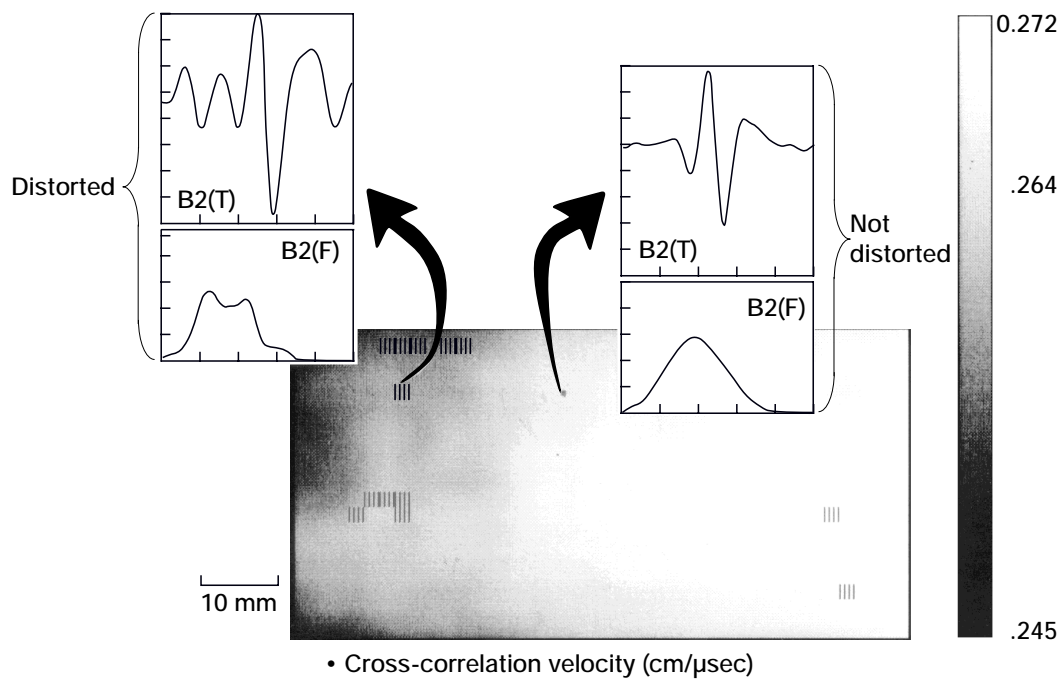 0.272
.264
.245
Distorted
B2(T)
B2(F)
B2(T)
B2(F)
Not
distorted
10 mm
• Cross-correlation velocity (cm/µsec)